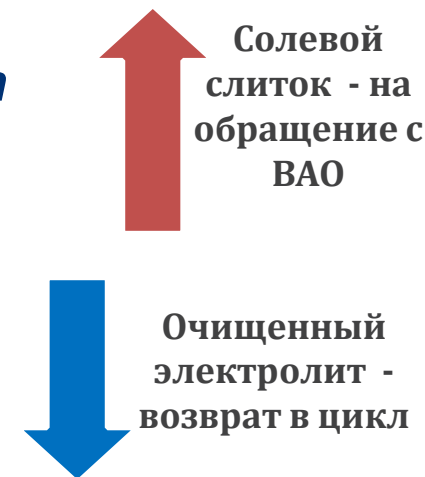 Солевой
слиток - на
обращение с
ВАО
Очищенный
электролит -
возврат в цикл